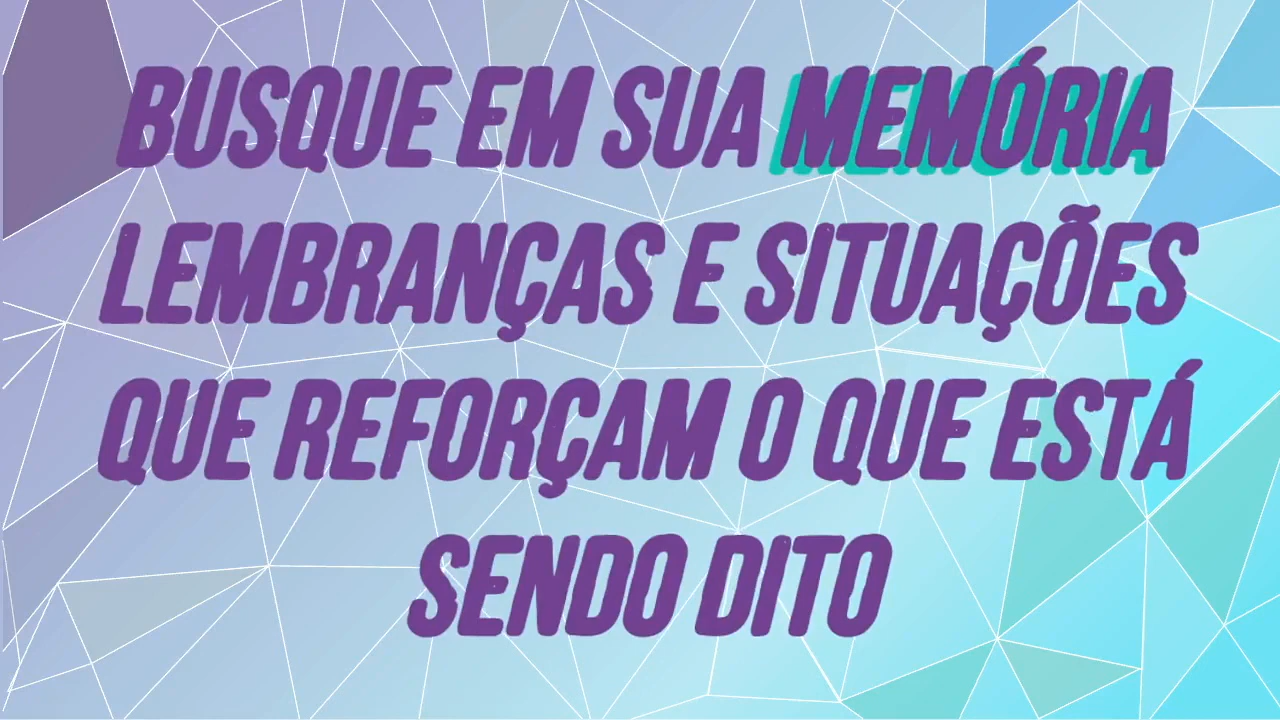 BUSQUE EM SUA MEMÓRIA
LEMBRANÇAS E SITUAÇÕES
QUE REFORÇAM O QUE ESTÁ
SENDO DITO